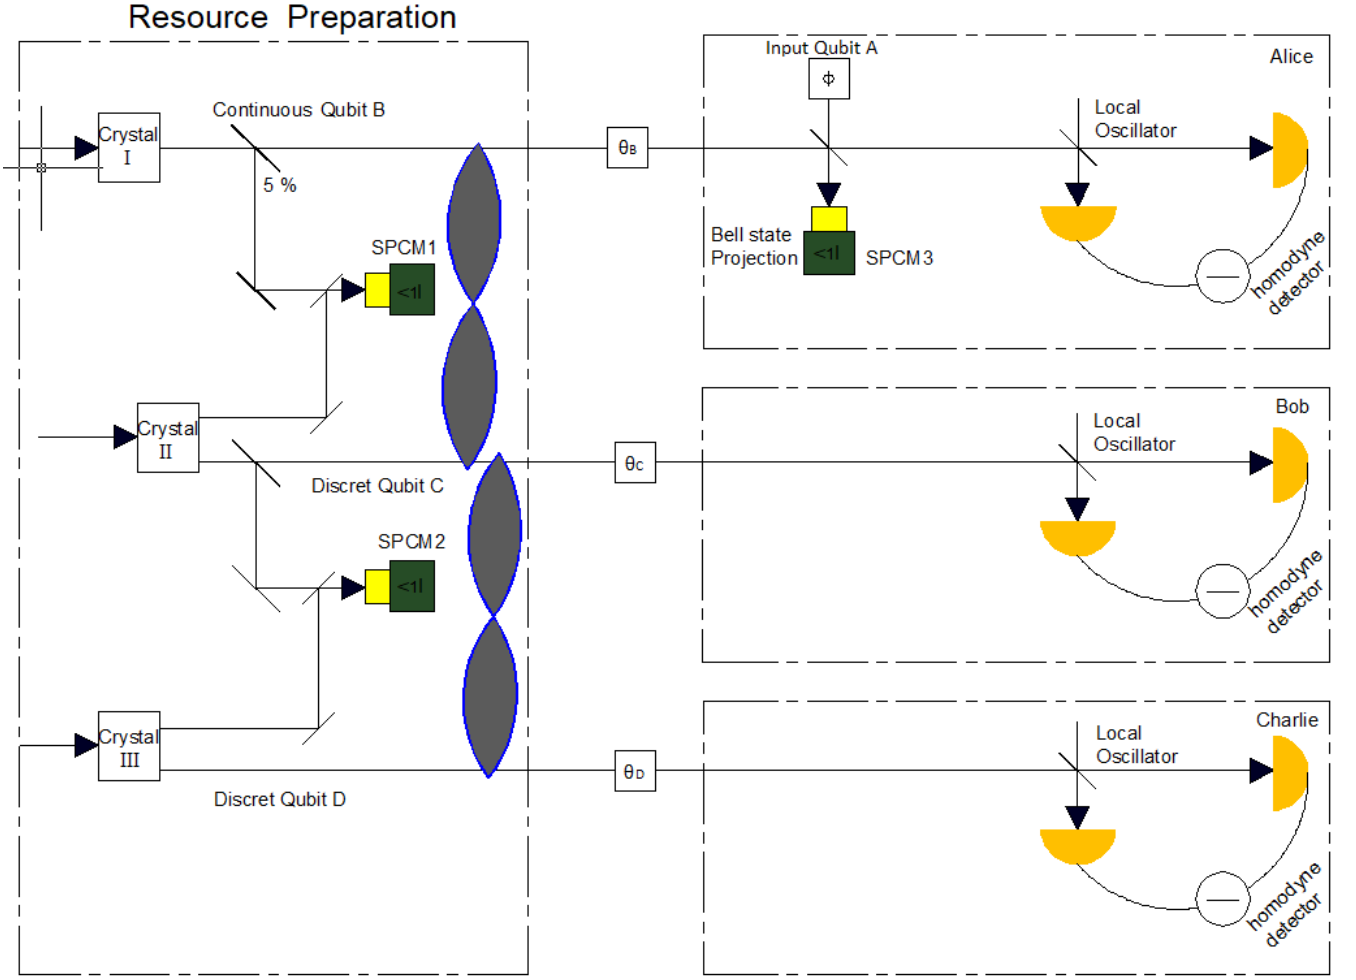 Resource Preparation
Input Qubit A
ϕ
Alice
Continuous Qubit B
Local
Oscillator
Crystal
I
θB
5 %
Bell state
Projection
<1|
SPCM3
homodyne
detector
SPCM1
<1|
Crystal
II
Bob
Local
Oscillator
θC
Discret Qubit C
SPCM2
<1|
homodyne
detector
Crystal
III
Charlie
Local
Oscillator
θD
Discret Qubit D
homodyne
detector